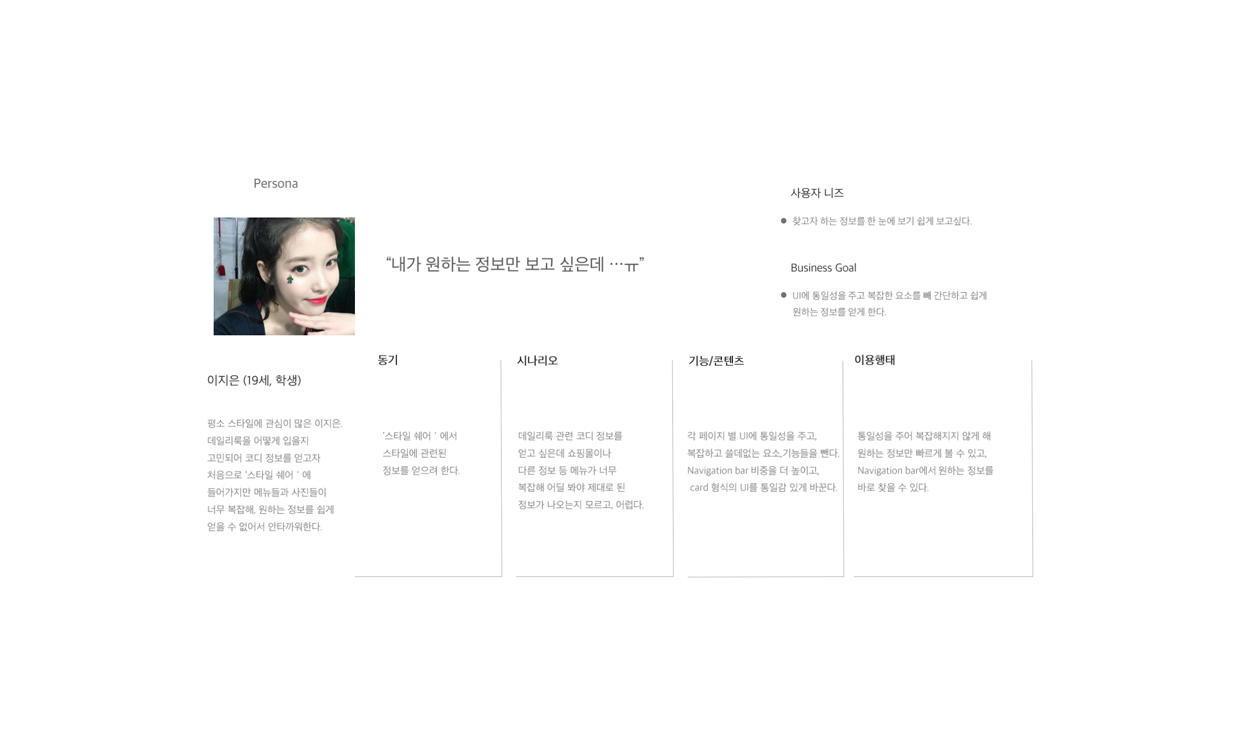 Persona
“내가 원하는 정보만 보고 싶은데 …ㅠ”
사용자 니즈
찾고자 하는 정보를 한 눈에 보기 쉽게 보고싶다.
Business Goal
UI에 통일성을 주고 복잡한 요소를 빼 간단하고 쉽게
원하는 정보를 얻게 한다.
이지은 (19세, 학생)
평소 스타일에 관심이 많은 이지은.
데일리룩을 어떻게 입을지
고민되어 코디 정보를 얻고자
처음으로 '스타일 쉐어 ' 에
들어가지만 메뉴들과 사진들이
너무 복잡해, 원하는 정보를 쉽게
얻을 수 없어서 안타까워한다.
동기
'스타일 쉐어 ' 에서
스타일에 관련된
정보를 얻으려 한다.
시나리오
데일리룩 관련 코디 정보를
얻고 싶은데 쇼핑몰이나
다른 정보 등 메뉴가 너무
복잡해 어딜 봐야 제대로 된
정보가 나오는지 모르고, 어렵다.
기능/콘텐츠
각 페이지 별 UI에 통일성을 주고,
복잡하고 쓸데없는 요소,기능들을 뺀다.
Navigation bar 비중을 더 높이고,
card 형식의 UI를 통일감 있게 바꾼다.
이용행태
통일성을 주어 복잡해지지 않게 해
원하는 정보만 빠르게 볼 수 있고,
Navigation bar에서 원하는 정보를
바로 찾을 수 있다.